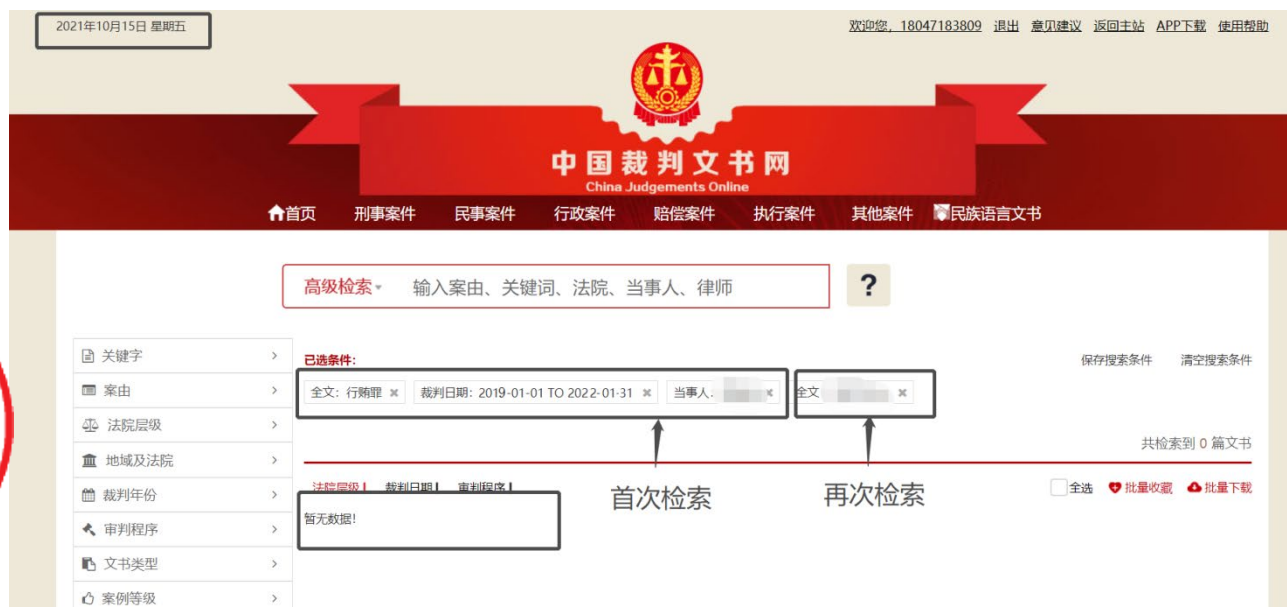 2021年10月15日 星期五
欢迎您，18047183809 退出 意见建议 返回主站 APP下载 使用帮助
中国裁判文书网
China Judgements Online
首页 刑事案件 民事案件 行政案件 赔偿案件 执行案件 其他案件 民族语言文书
高级检索 输入案由、关键词、法院、当事人、律师 ?
关键字
案由
法院层级
地域及法院
裁判年份
审判程序
文书类型
案例等级
已选条件:
保存搜索条件 清空搜索条件
全文: 行贿罪 × 裁判日期: 2019-01-01 TO 2022-01-31 × 当事人: × 全文 ×
共检索到 0 篇文书
法院层级 裁判日期 审判程序
全选 批量收藏 批量下载
首次检索 再次检索
暂无数据!